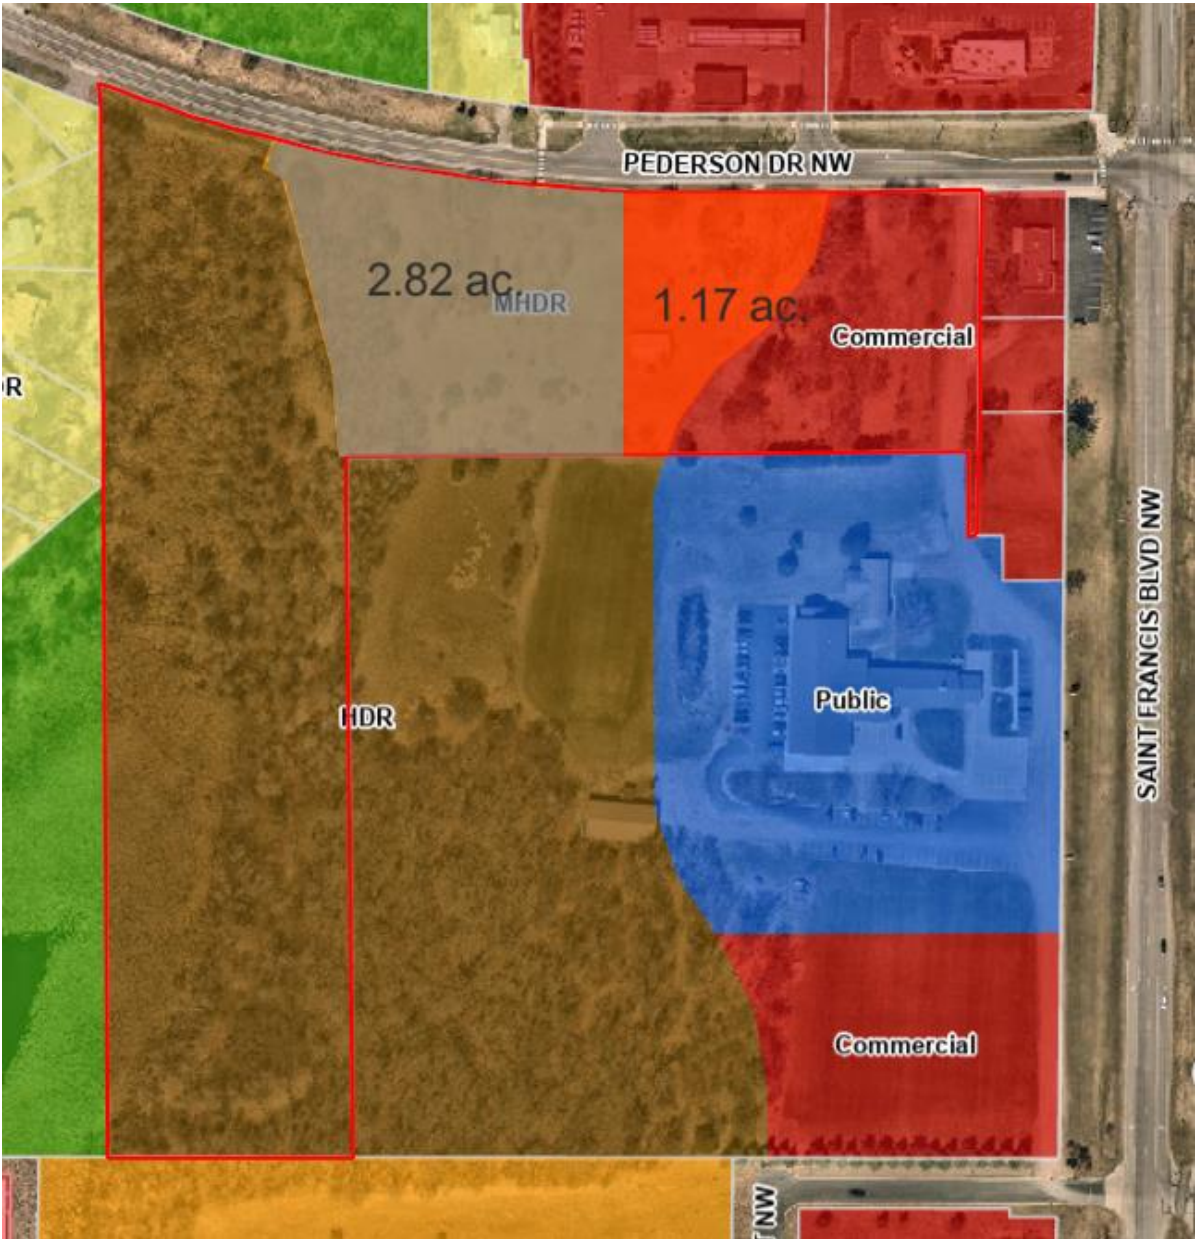 PEDERSON DR NW
2.82 ac.
MHDR
1.17 ac.
Commercial
R
SAINT FRANCIS BLVD NW
Public
HDR
Commercial
T NW